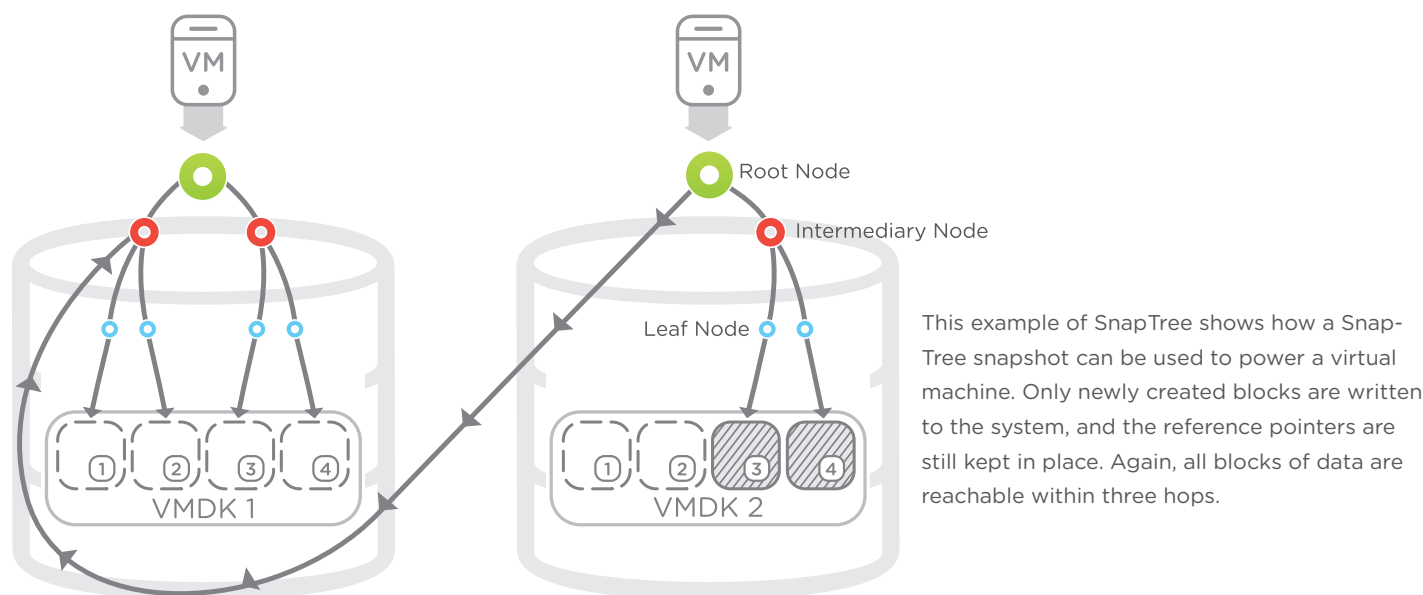 VM
VM
Root Node
Intermediary Node
Leaf Node
1
2
3
4
VMDK 1
1
2
3
4
VMDK 2
This example of SnapTree shows how a Snap-
Tree snapshot can be used to power a virtual
machine. Only newly created blocks are written
to the system, and the reference pointers are
still kept in place. Again, all blocks of data are
reachable within three hops.